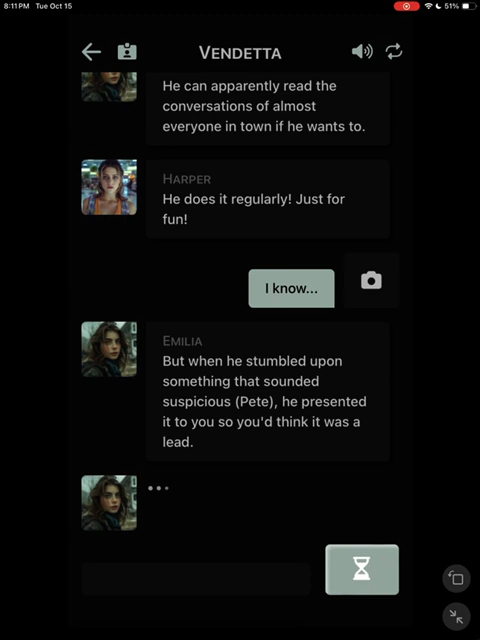 8:11 PM Tue Oct 15
51%
VENDETTA
He can apparently read the
conversations of almost
everyone in town if he wants to.
HARPER
He does it regularly! Just for
fun!
I know...
EMILIA
But when he stumbled upon
something that sounded
suspicious (Pete), he presented
it to you so you'd think it was a
lead.